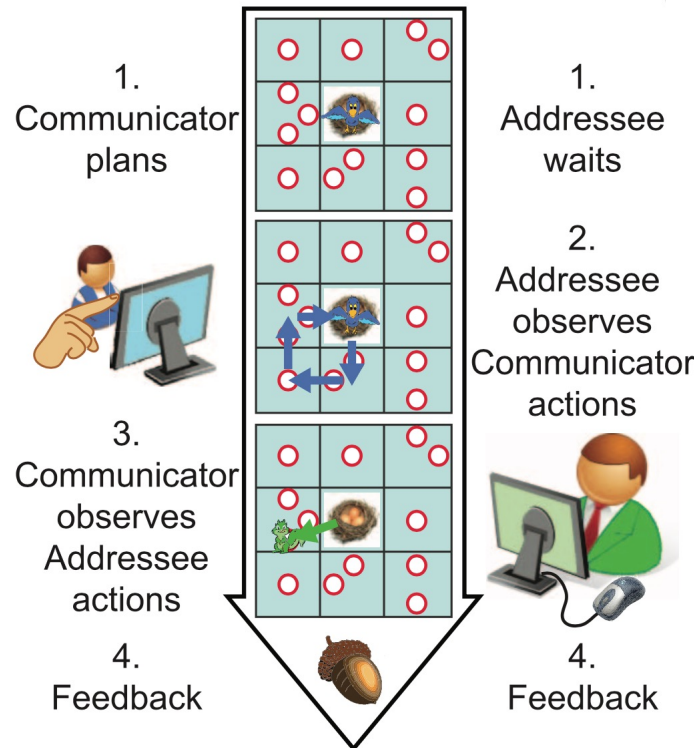 1.
Communicator
plans
1.
Addressee
waits
2.
Addressee
observes
Communicator
actions
3.
Communicator
observes
Addressee
actions
4.
Feedback
4.
Feedback